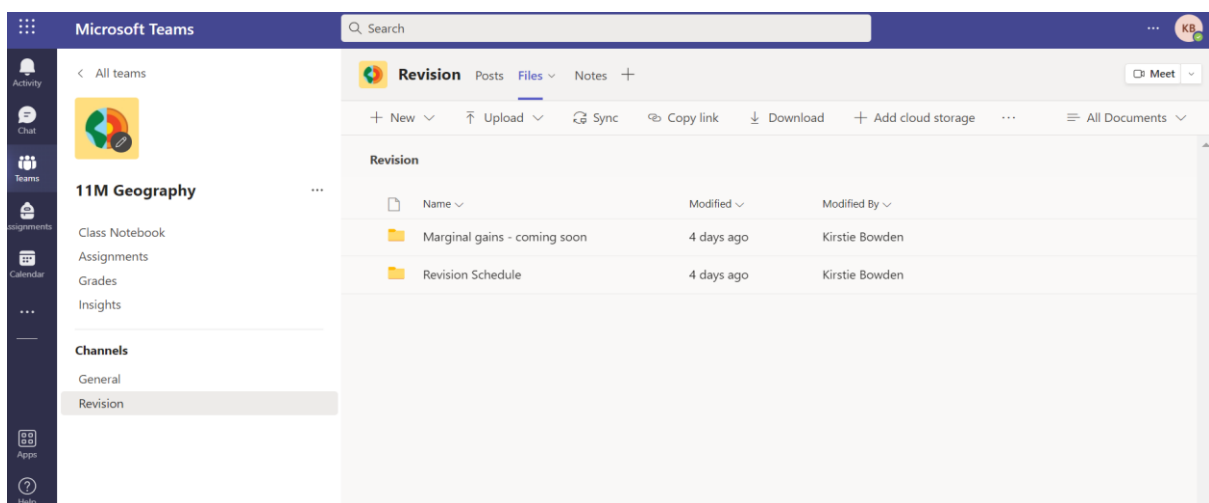 Microsoft Teams
Search
KB
Activity
Chat
Teams
Assignments
Calendar
Apps
Help
All teams
11M Geography
Class Notebook
Assignments
Grades
Insights
Channels
General
Revision
Revision Posts Files Notes
Meet
New Upload Sync Copy link Download Add cloud storage ... All Documents
Revision
Name Modified Modified By
Marginal gains - coming soon 4 days ago Kirstie Bowden
Revision Schedule 4 days ago Kirstie Bowden